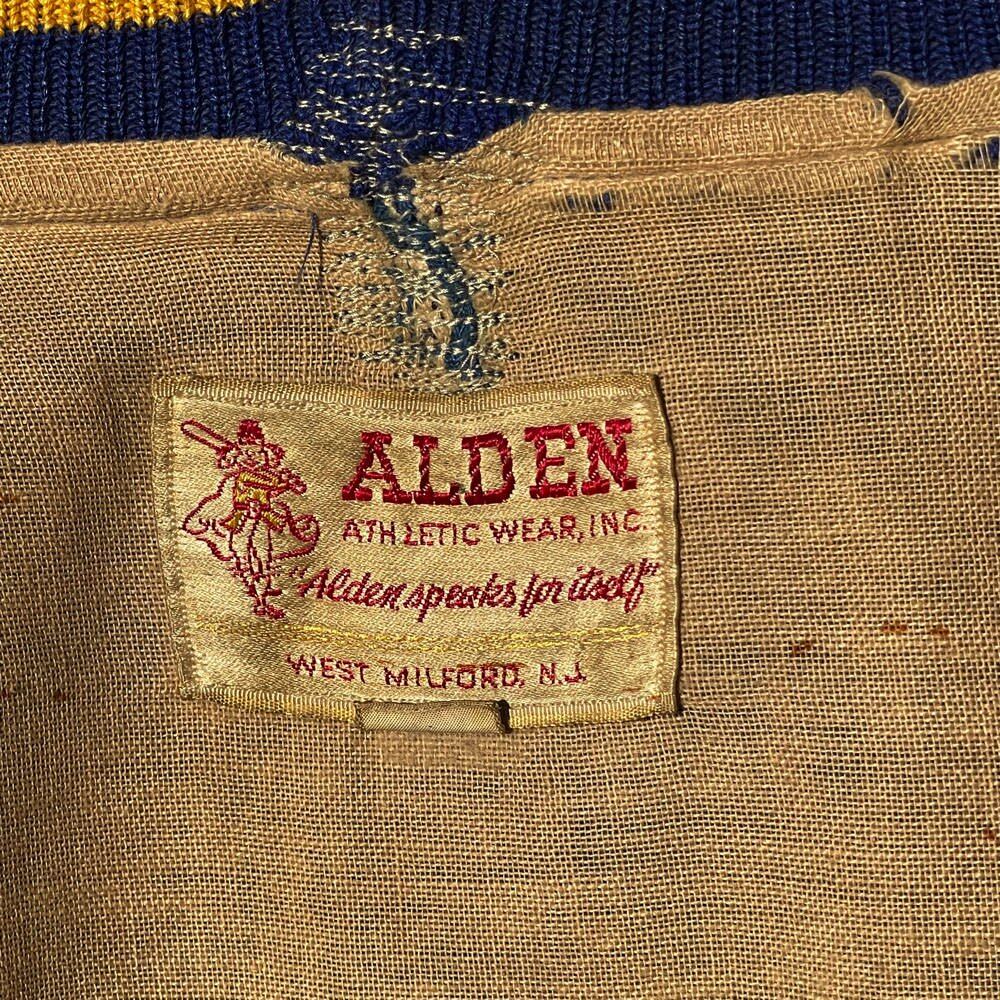 ALDEN
ATHLETIC WEAR, INC.
"Alden, speaks for itself"
WEST MILFORD, N.J.